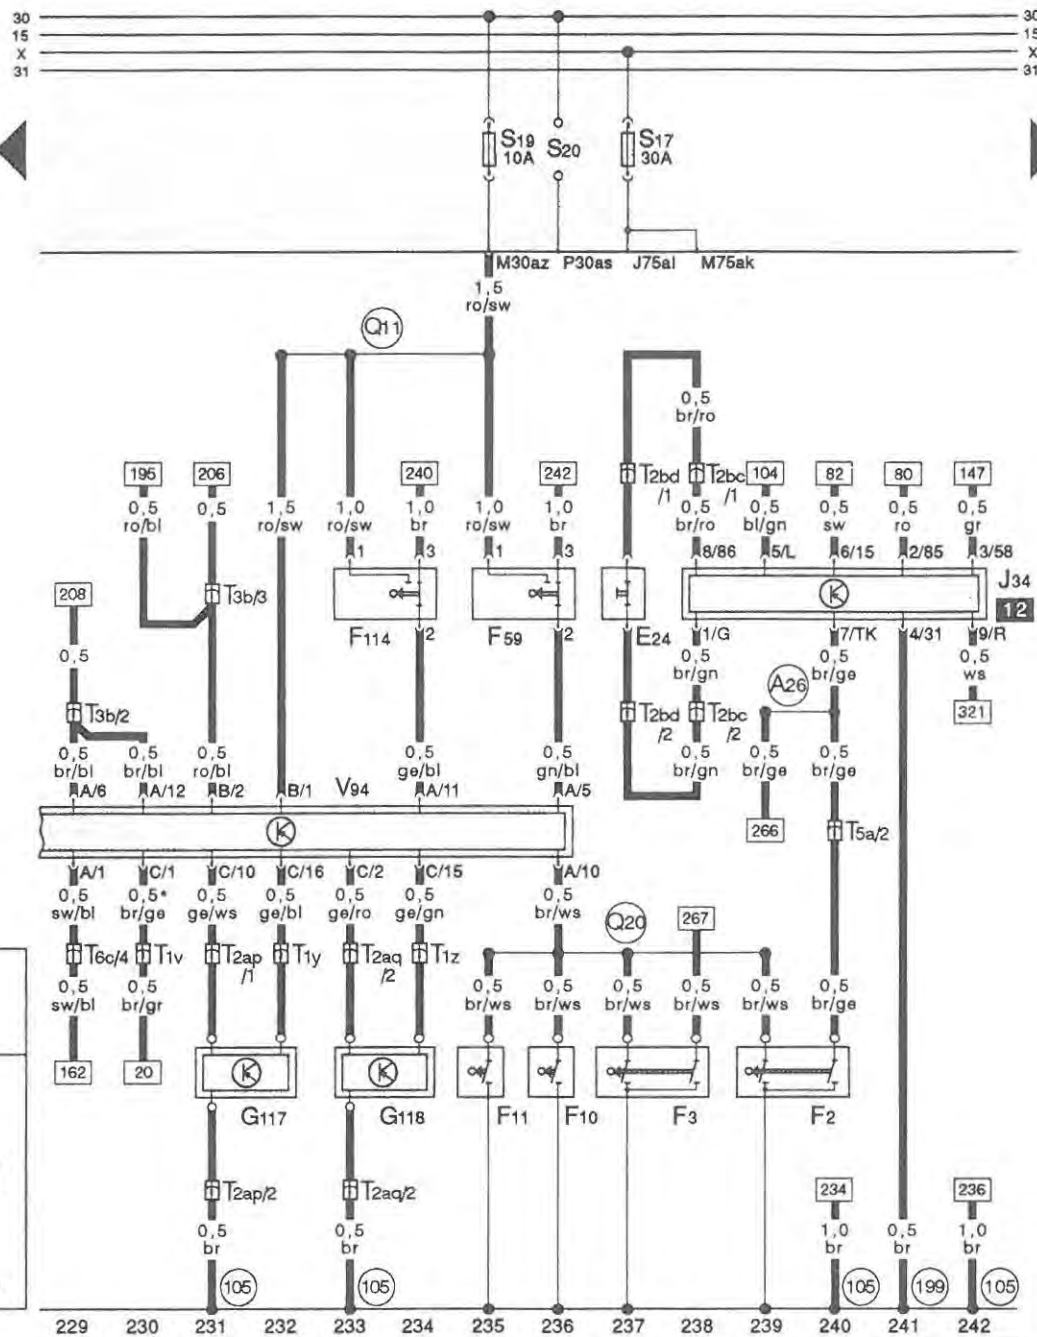 30 30
15 15
X X
31 31
S19 S20 S17
10A 30A
M30az P30as J75al M75ak
1,5
ro/sw
Q11
0,5
br/ro
195 206 240 242 T2bd T2bc 104 82 80 147
/1 /1
0,5 0,5 1,5 1,0 1,0 1,0 1,0 0,5 0,5 0,5 0,5 0,5
ro/bl ro/sw ro/sw br ro/sw br br/ro bl/gn sw ro gr
1 3 1 3 8/86 5/L 6/15 2/85 3/58
J34
208 T3b/3 12
F114 2 F59 2 E24 1/G 7/TK 4/31 9/R
0,5 0,5 0,5 0,5
br/gn br/ge ws
A26
T3b/2 T2bd T2bc 321
/2 /2
0,5 0,5 0,5 0,5 0,5 0,5 0,5 0,5
br/bl br/bl ro/bl ge/bl gn/bl br/gn br/ge br/ge
A/6 A/12 B/2 B/1 V94 A/11 A/5
266 T5a/2
A/1 C/1 C/10 C/16 C/2 C/15 A/10
0,5 0,5* 0,5 0,5 0,5 0,5 0,5
sw/bl br/ge ge/ws ge/bl ge/ro ge/gn br/ws
Q20 267
T6c/4 T1v T2ap T1y T2aq T1z
/1 /2
0,5 0,5 0,5 0,5 0,5 0,5 0,5 0,5
sw/bl br/gr br/ws br/ws br/ws br/ws br/ws br/ge
162 20
G117 G118 F11 F10 F3 F2
T2ap/2 T2aq/2 234 236
0,5 0,5 1,0 0,5 1,0
br br br br br
105 105 105 199 105
229 230 231 232 233 234 235 236 237 238 239 240 241 242